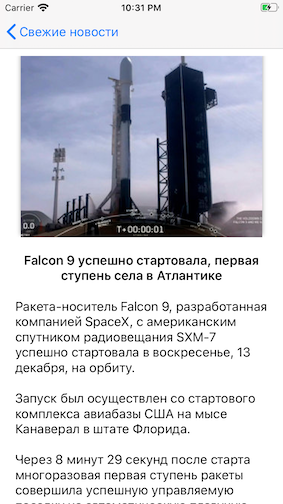 Carrier 10:31 PM
Свежие новости
0.0
T+00:00:01
Falcon 9 успешно стартовала, первая
ступень села в Атлантике
Ракета-носитель Falcon 9, разработанная
компанией SpaceX, с американским
спутником радиовещания SXM-7
успешно стартовала в воскресенье, 13
декабря, на орбиту.
Запуск был осуществлен со стартового
комплекса авиабазы США на мысе
Канаверал в штате Флорида.
Через 8 минут 29 секунд после старта
многоразовая первая ступень ракеты
совершила успешную управляемую